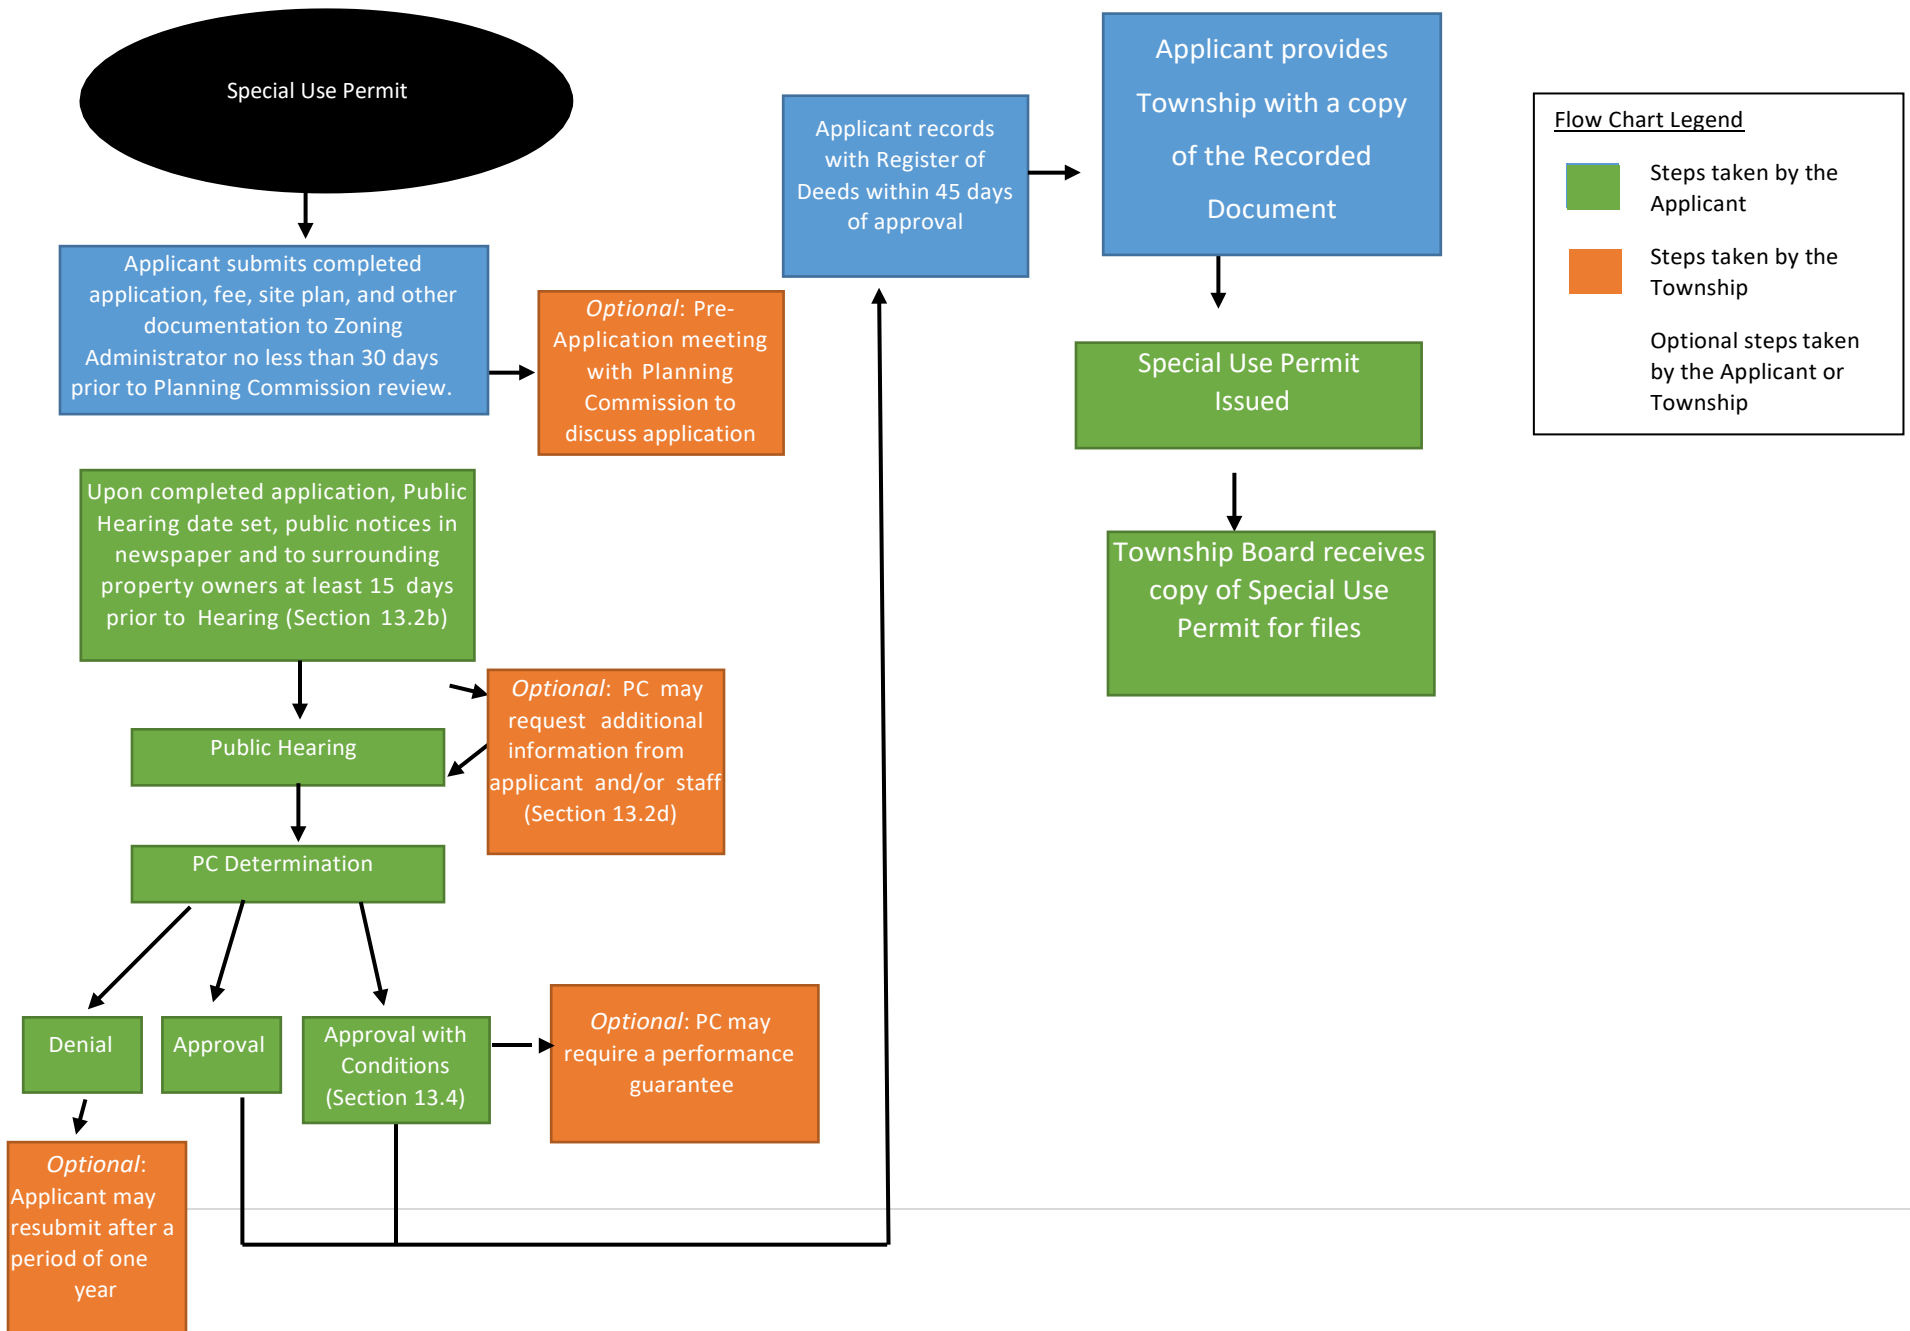 Special Use Permit
Applicant submits completed
application, fee, site plan, and other
documentation to Zoning
Administrator no less than 30 days
prior to Planning Commission review.
Optional: Pre-
Application meeting
with Planning
Commission to
discuss application
Upon completed application, Public
Hearing date set, public notices in
newspaper and to surrounding
property owners at least 15 days
prior to Hearing (Section 13.2b)
Optional: PC may
request additional
information from
applicant and/or staff
(Section 13.2d)
Public Hearing
PC Determination
Denial
Approval
Approval with
Conditions
(Section 13.4)
Optional: PC may
require a performance
guarantee
Optional:
Applicant may
resubmit after a
period of one
year
Applicant records
with Register of
Deeds within 45 days
of approval
Applicant provides
Township with a copy
of the Recorded
Document
Special Use Permit
Issued
Township Board receives
copy of Special Use
Permit for files
Flow Chart Legend
Steps taken by the
Applicant
Steps taken by the
Township
Optional steps taken
by the Applicant or
Township